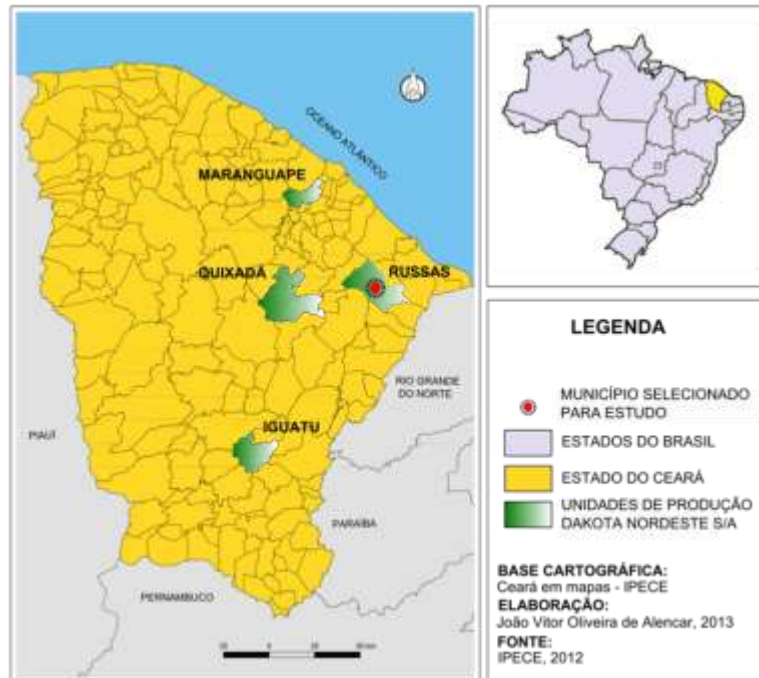 OCEANO ATLÂNTICO
MARANGUAPE
QUIXADÁ
RUSSAS
RIO GRANDE
DO NORTE
IGUATU
PIAUÍ
PARAÍBA
PERNAMBUCO
LEGENDA
MUNICÍPIO SELECIONADO
PARA ESTUDO
ESTADOS DO BRASIL
ESTADO DO CEARÁ
UNIDADES DE PRODUÇÃO
DAKOTA NORDESTE S/A
BASE CARTOGRÁFICA:
Ceará em mapas - IPECE
ELABORAÇÃO:
João Vitor Oliveira de Alencar, 2013
FONTE:
IPECE, 2012